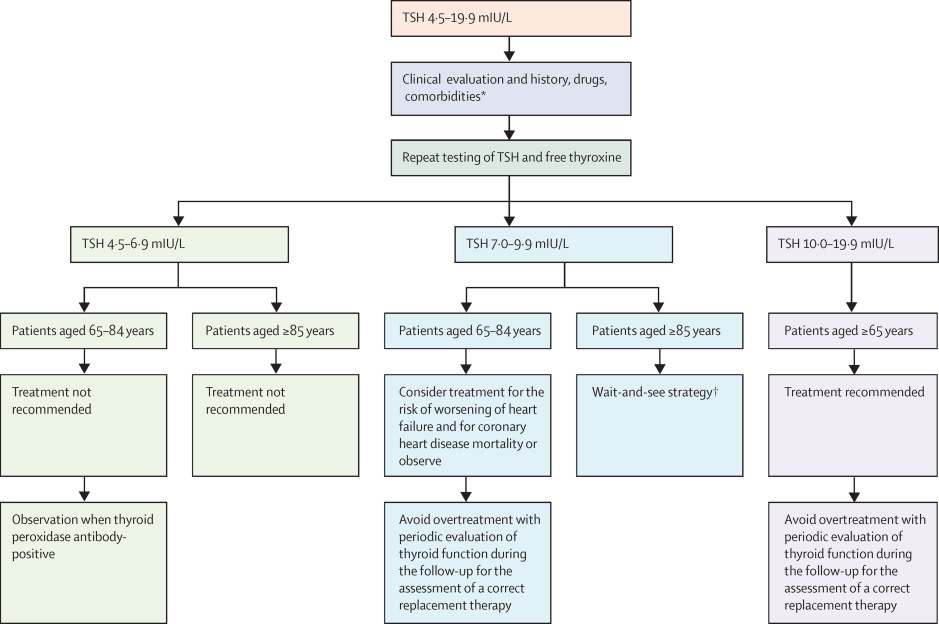 TSH 4·5–19·9 mIU/L
Clinical evaluation and history, drugs,
comorbidities*
Repeat testing of TSH and free thyroxine
TSH 4·5–6·9 mIU/L
TSH 7·0–9·9 mIU/L
TSH 10·0–19·9 mIU/L
Patients aged 65–84 years
Patients aged ≥85 years
Patients aged 65–84 years
Patients aged ≥85 years
Patients aged ≥65 years
Treatment not
recommended
Treatment not
recommended
Consider treatment for the
risk of worsening of heart
failure and for coronary
heart disease mortality or
observe
Wait-and-see strategy†
Treatment recommended
Observation when thyroid
peroxidase antibody-
positive
Avoid overtreatment with
periodic evaluation of
thyroid function during
the follow-up for the
assessment of a correct
replacement therapy
Avoid overtreatment with
periodic evaluation of
thyroid function during
the follow-up for the
assessment of a correct
replacement therapy